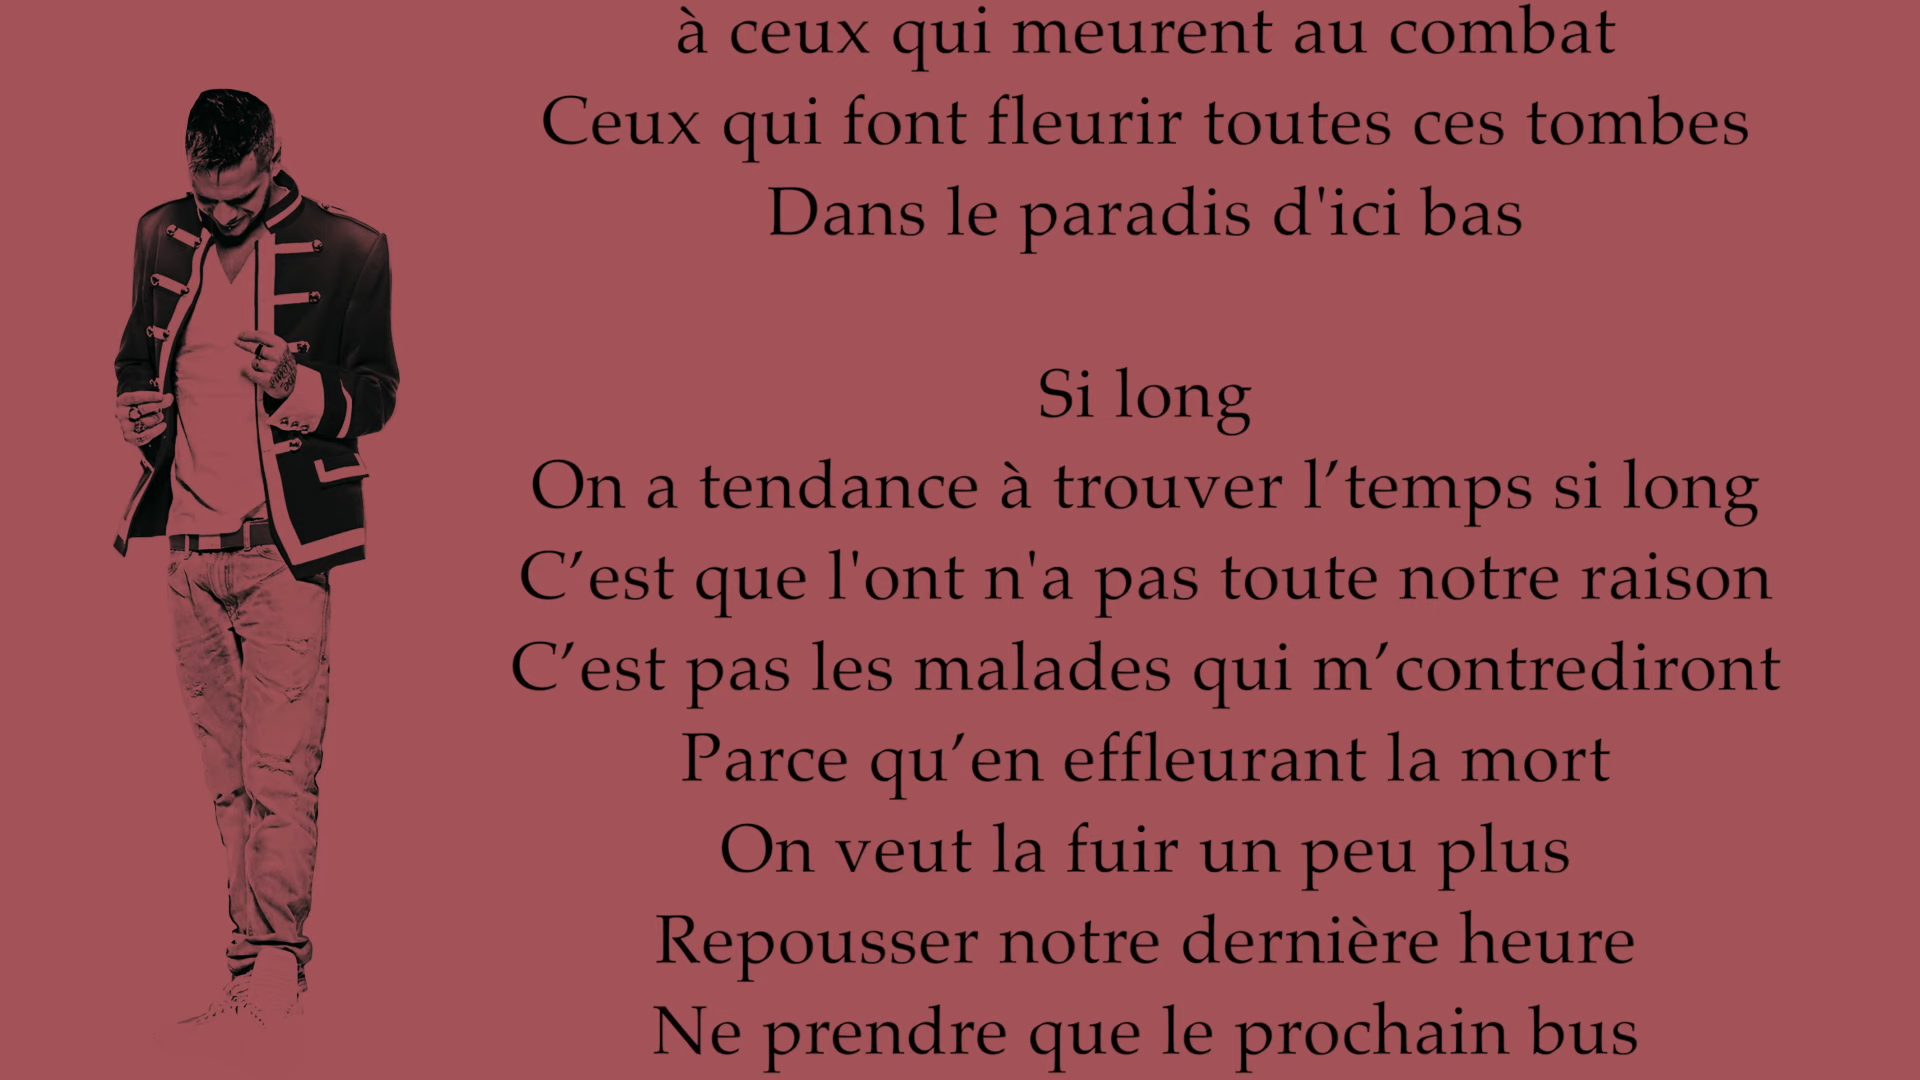 à ceux qui meurent au combat
Ceux qui font fleurir toutes ces tombes
Dans le paradis d'ici bas
Si long
On a tendance à trouver l’temps si long
C’est que l'ont n'a pas toute notre raison
C’est pas les malades qui m’contrediront
Parce qu’en effleurant la mort
On veut la fuir un peu plus
Repousser notre dernière heure
Ne prendre que le prochain bus